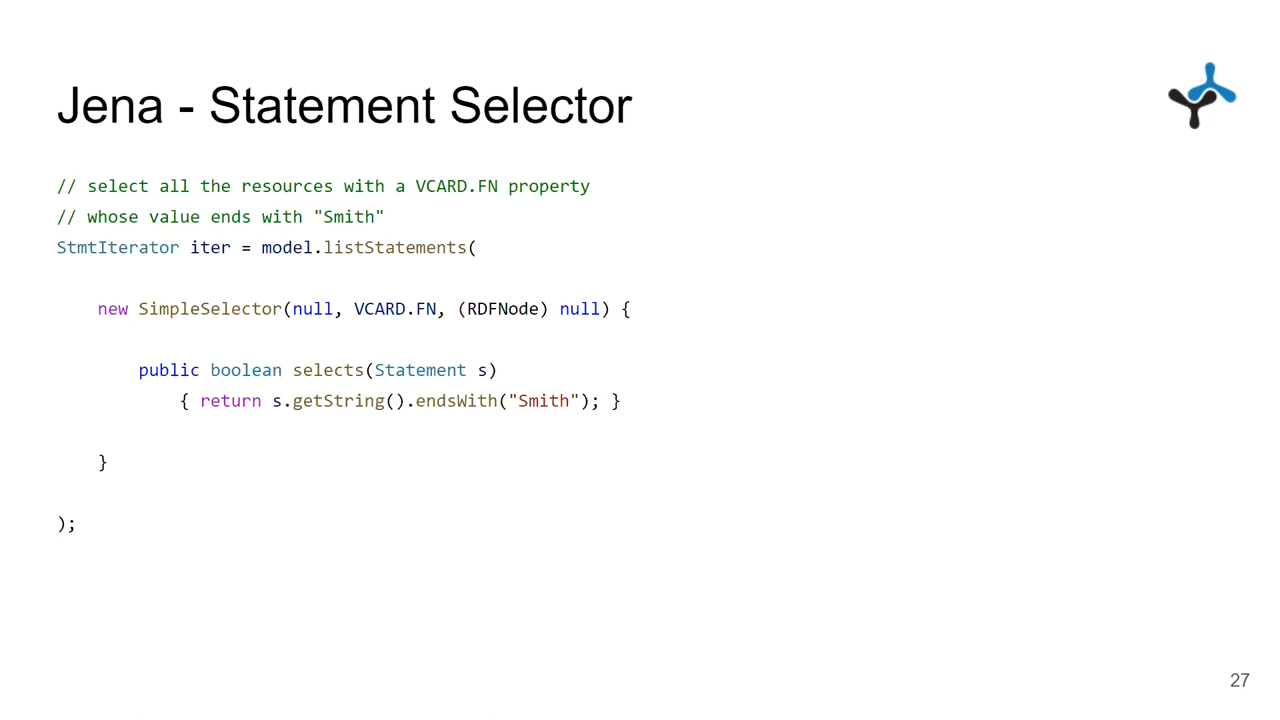 Jena - Statement Selector
// select all the resources with a VCARD.FN property
// whose value ends with "Smith"
StmtIterator iter = model.listStatements(
    new SimpleSelector(null, VCARD.FN, (RDFNode) null) {
        public boolean selects(Statement s)
            { return s.getString().endsWith("Smith"); }
    }
);
27